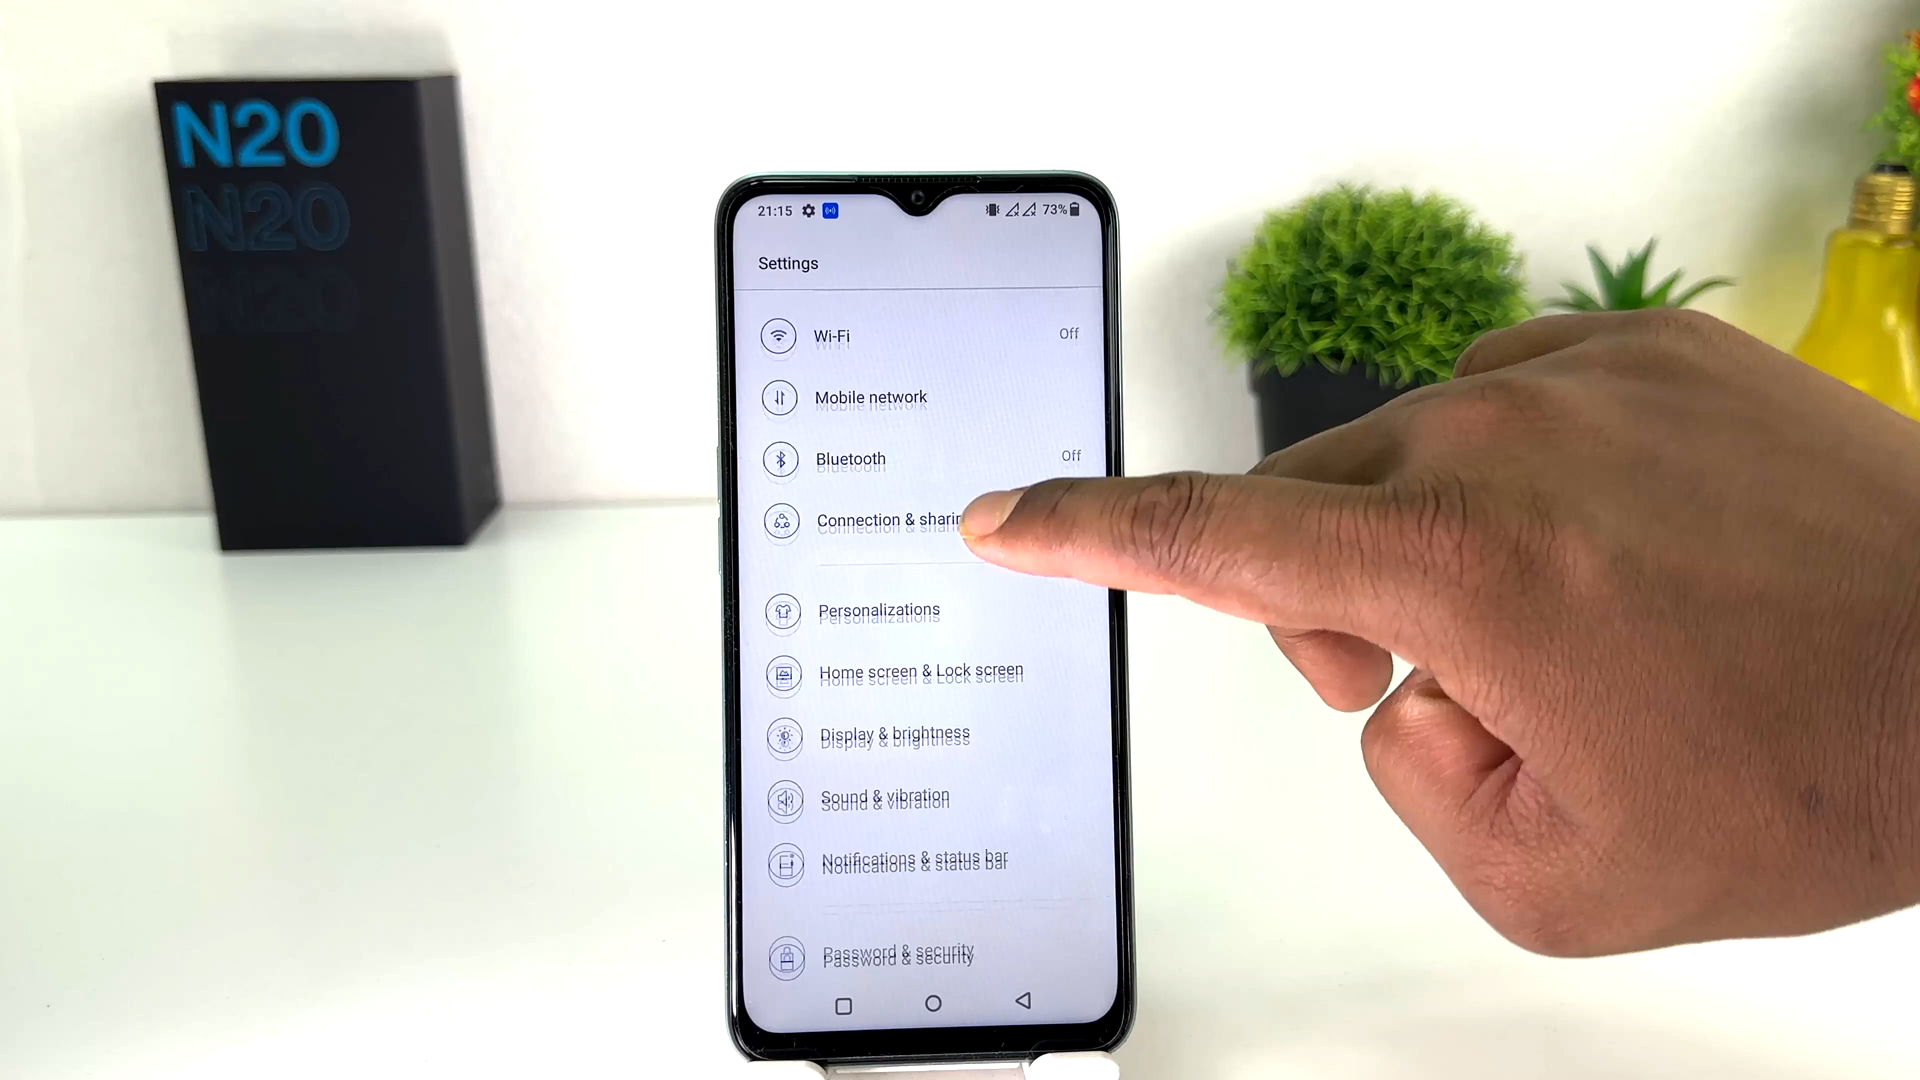 N20
N20
N20
21:15 73%
Settings
Wi-Fi Off
Mobile network
Bluetooth Off
Connection & sharin
Personalizations
Home screen & Lock screen
Display & brightness
Sound & vibration
Notifications & status bar
Password & security